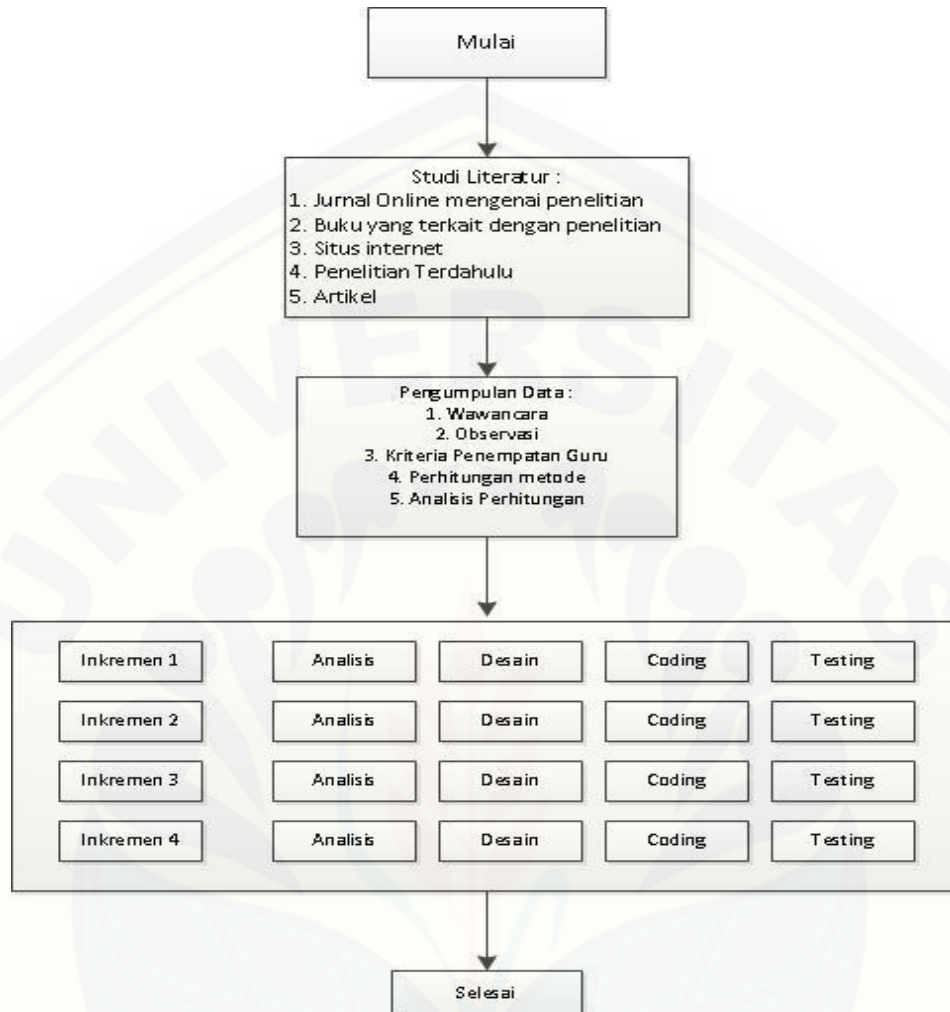 Mulai
Studi Literatur :
1. Jurnal Online mengenai penelitian
2. Buku yang terkait dengan penelitian
3. Situs internet
4. Penelitian Terdahulu
5. Artikel
Pengumpulan Data :
1. Wawancara
2. Observasi
3. Kriteria Penempatan Guru
4. Perhitungan metode
5. Analisis Perhitungan
Inkremen 1 Analisis Desain Coding Testing
Inkremen 2 Analisis Desain Coding Testing
Inkremen 3 Analisis Desain Coding Testing
Inkremen 4 Analisis Desain Coding Testing
Selesai
UNIVERSITAS